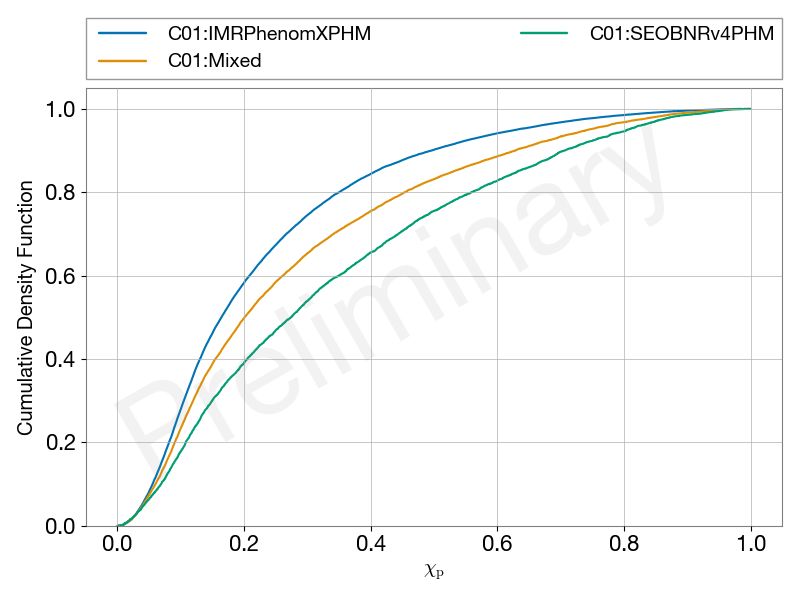 C01:IMRPhenomXPHM
C01:Mixed
C01:SEOBNRv4PHM
1.0
0.8
0.6
0.4
0.2
0.0
Cumulative Density Function
Preliminary
0.0 0.2 0.4 0.6 0.8 1.0
χp